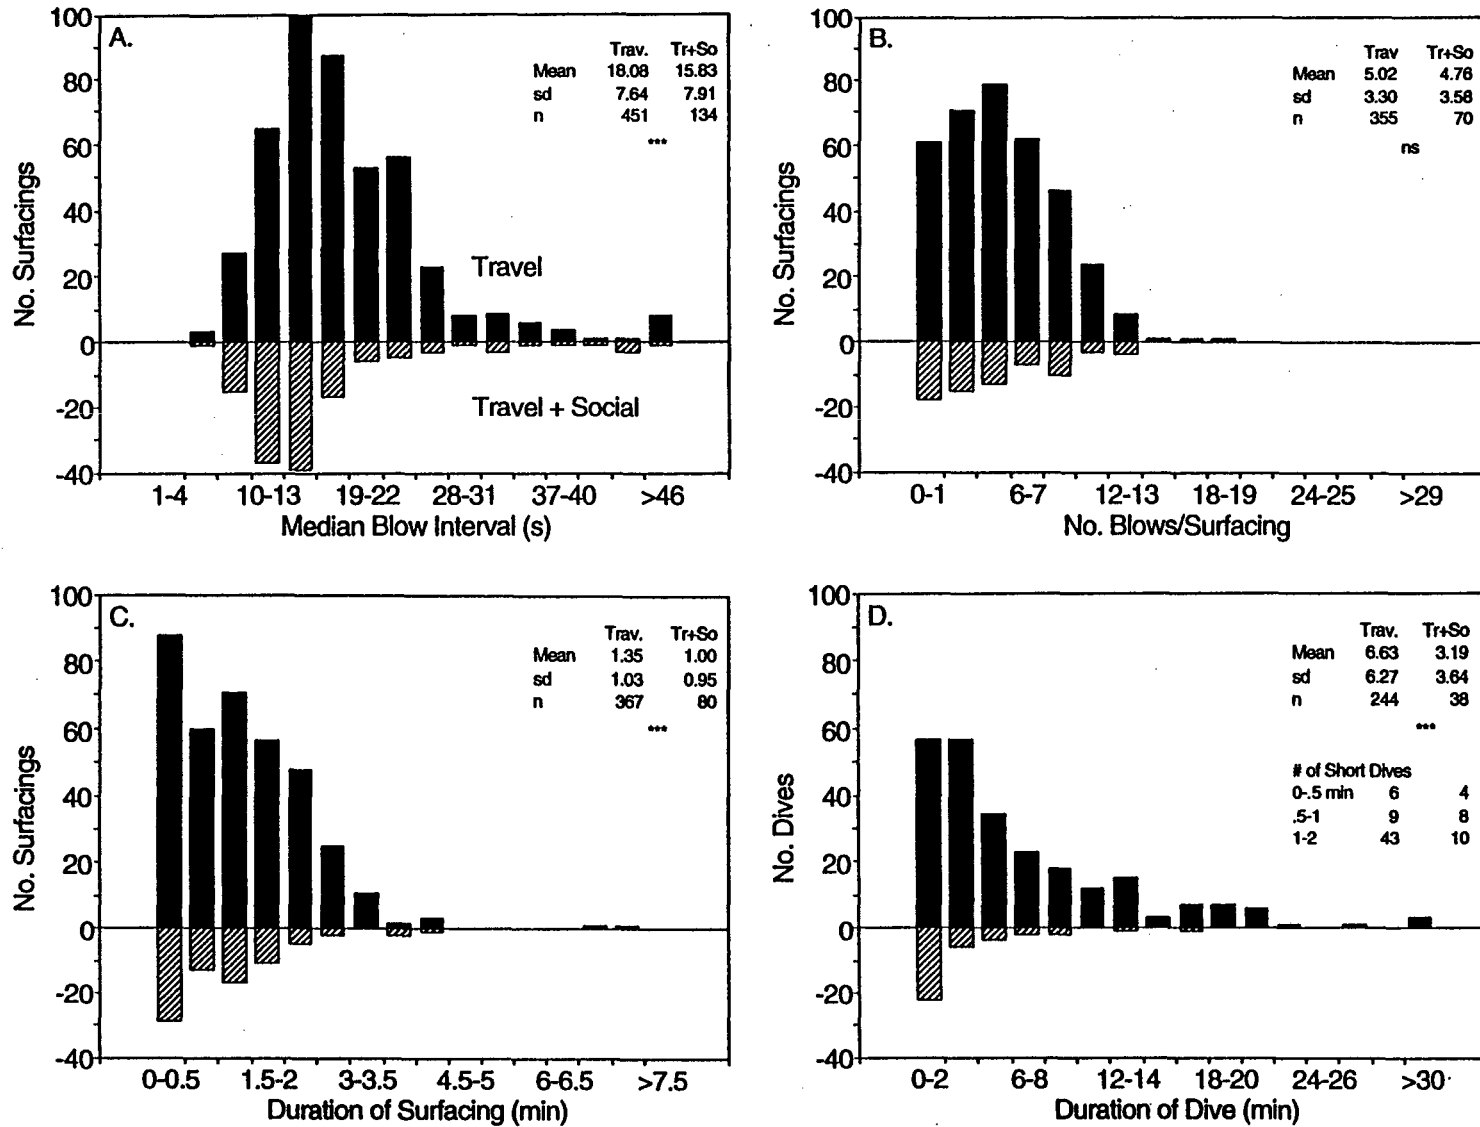 A.
Trav. Tr+So
Mean 18.08 15.83
sd 7.64 7.91
n 451 134
***
100
80
60
40
20
0
-20
-40
No. Surfacings
Travel
Travel + Social
1-4 10-13 19-22 28-31 37-40 >46
Median Blow Interval (s)
B.
Trav Tr+So
Mean 5.02 4.76
sd 3.30 3.58
n 355 70
ns
100
80
60
40
20
0
-20
-40
No. Surfacings
0-1 6-7 12-13 18-19 24-25 >29
No. Blows/Surfacing
C.
Trav. Tr+So
Mean 1.35 1.00
sd 1.03 0.95
n 367 80
***
100
80
60
40
20
0
-20
-40
No. Surfacings
0-0.5 1.5-2 3-3.5 4.5-5 6-6.5 >7.5
Duration of Surfacing (min)
D.
Trav. Tr+So
Mean 6.63 3.19
sd 6.27 3.64
n 244 38
***
# of Short Dives
0-.5 min 6 4
.5-1 9 8
1-2 43 10
100
80
60
40
20
0
-20
-40
No. Dives
0-2 6-8 12-14 18-20 24-26 >30
Duration of Dive (min)